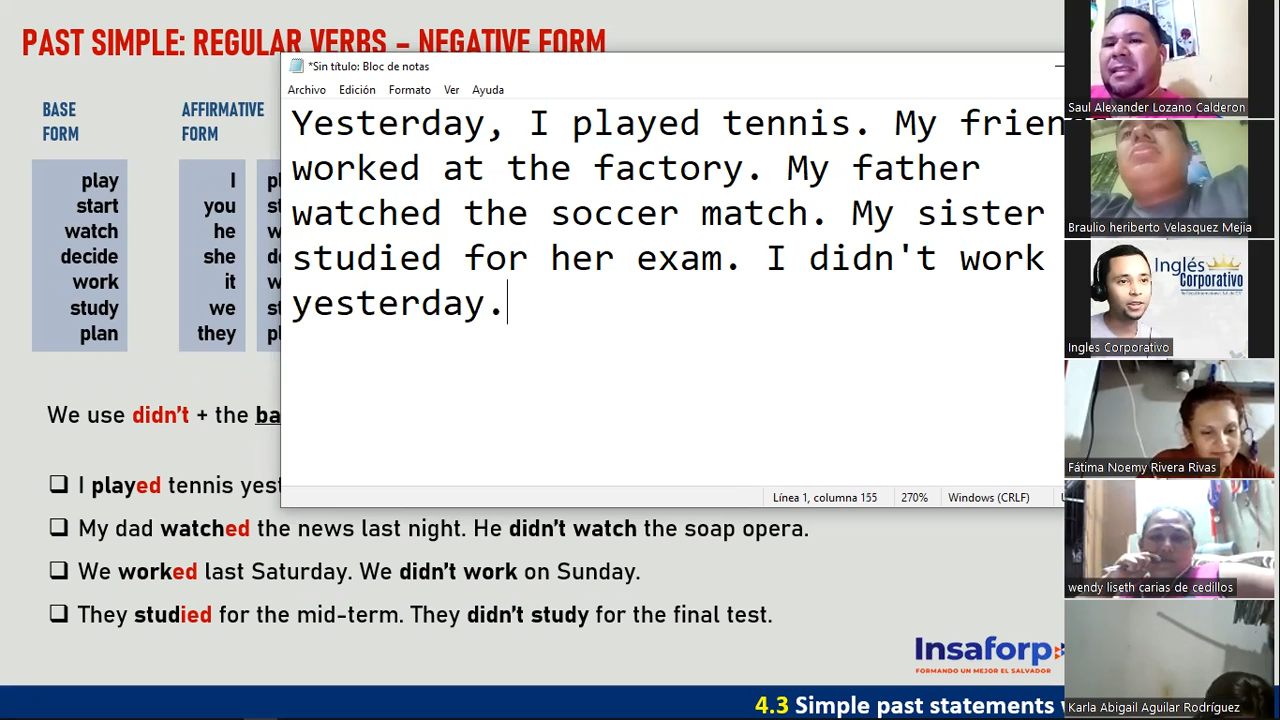 PAST SIMPLE: REGULAR VERBS – NEGATIVE FORM
BASE
FORM
AFFIRMATIVE
FORM
play
start
watch
decide
work
study
plan
I
you
he
she
it
we
they
*Sin título: Bloc de notas
Archivo Edición Formato Ver Ayuda
Yesterday, I played tennis. My frien
worked at the factory. My father
watched the soccer match. My sister
studied for her exam. I didn't work
yesterday.
Línea 1, columna 155 270% Windows (CRLF)
We use didn't + the ba
❑ I played tennis yest
❑ My dad watched the news last night. He didn't watch the soap opera.
❑ We worked last Saturday. We didn't work on Sunday.
❑ They studied for the mid-term. They didn't study for the final test.
Insaforp
FORMANDO UN MEJOR EL SALVADOR
4.3 Simple past statements
Saul Alexander Lozano Calderon
Braulio heriberto Velasquez Mejia
Inglés
Corporativo
Ingles Corporativo
Fátima Noemy Rivera Rivas
wendy liseth carias de cedillos
Karla Abigail Aguilar Rodríguez